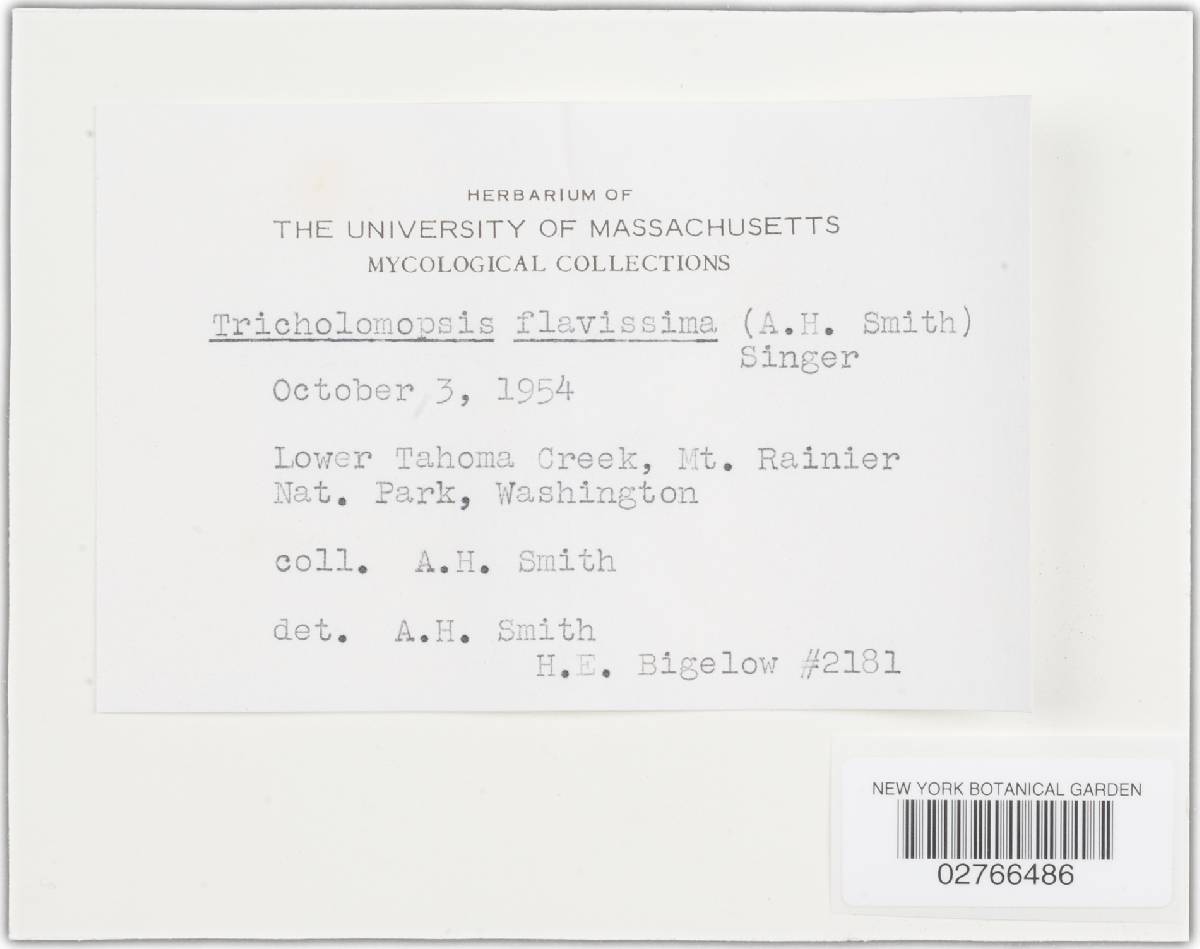 HERBARIUM OF
THE UNIVERSITY OF MASSACHUSETTS
MYCOLOGICAL COLLECTIONS
Tricholomopsis flavissima (A.H. Smith)
Singer
October 3, 1954
Lower Tahoma Creek, Mt. Rainier
Nat. Park, Washington
coll. A.H. Smith
det. A.H. Smith
H.E. Bigelow #2181
NEW YORK BOTANICAL GARDEN
02766486